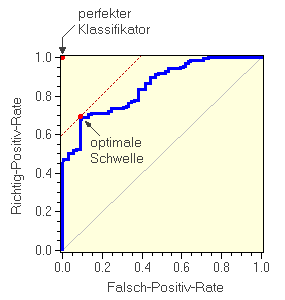 perfekter
Klassifikator
1.0
0.8
0.6
0.4
0.2
0.0
Richtig-Positiv-Rate
optimale
Schwelle
0.0 0.2 0.4 0.6 0.8 1.0
Falsch-Positiv-Rate